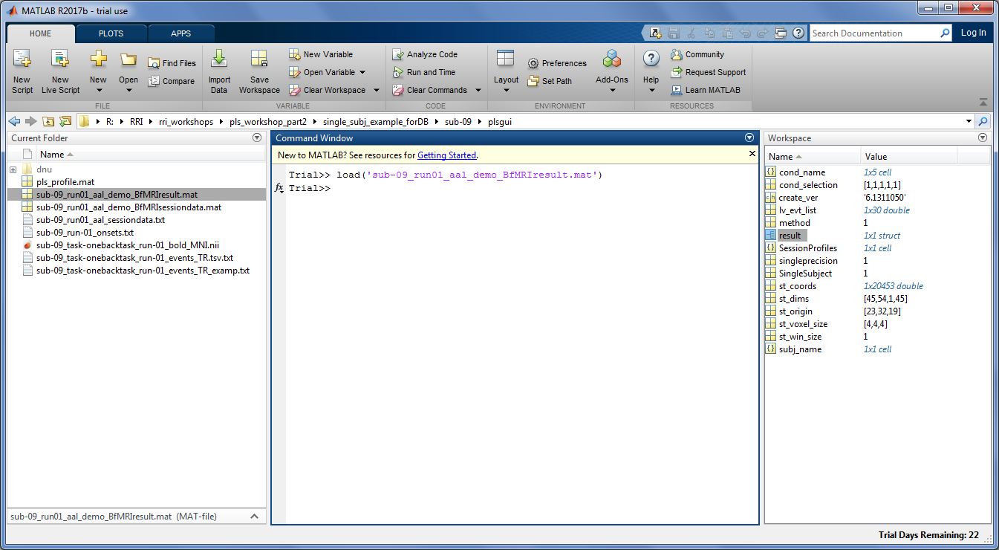 MATLAB R2017b - trial use
HOME PLOTS APPS
Search Documentation Log In
New Script
New Live Script
New
Open
Find Files
Compare
FILE
Import Data
Save Workspace
New Variable
Open Variable
Clear Workspace
VARIABLE
Analyze Code
Run and Time
Clear Commands
CODE
Layout
Preferences
Set Path
Add-Ons
ENVIRONMENT
Help
Community
Request Support
Learn MATLAB
RESOURCES
R: RRI rri_workshops pls_workshop_part2 single_subj_example_forDB sub-09 plsgui
Current Folder
Name
dnu
pls_profile.mat
sub-09_run01_aal_demo_BfMRIresult.mat
sub-09_run01_aal_demo_BfMRIsessiondata.mat
sub-09_run01_aal_sessiondata.txt
sub-09_run-01_onsets.txt
sub-09_task-onebacktask_run-01_bold_MNI.nii
sub-09_task-onebacktask_run-01_events_TR.tsv.txt
sub-09_task-onebacktask_run-01_events_TR_examp.txt
sub-09_run01_aal_demo_BfMRIresult.mat (MAT-file)
Command Window
New to MATLAB? See resources for Getting Started.
Trial>> load('sub-09_run01_aal_demo_BfMRIresult.mat')
fx Trial>>
Workspace
Name Value
cond_name 1x5 cell
cond_selection [1,1,1,1,1]
create_ver '6.1311050'
lv_evt_list 1x30 double
method 1
result 1x1 struct
SessionProfiles 1x1 cell
singleprecision 1
SingleSubject 1
st_coords 1x20453 double
st_dims [45,54,1,45]
st_origin [23,32,19]
st_voxel_size [4,4,4]
st_win_size 1
subj_name 1x1 cell
Trial Days Remaining: 22